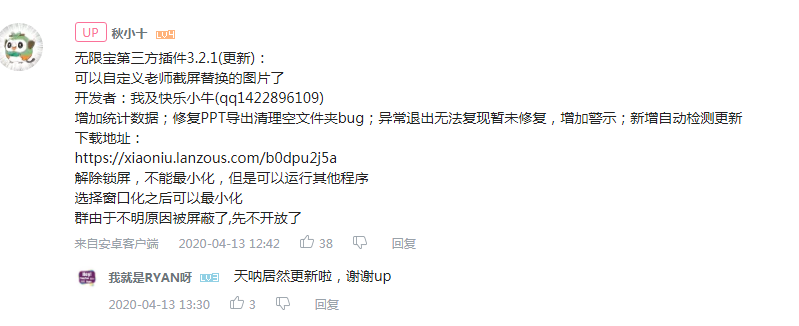 UP 秋小十 LV4
无限宝第三方插件3.2.1(更新)：
可以自定义老师截屏替换的图片了
开发者：我及快乐小牛(qq1422896109)
增加统计数据；修复PPT导出清理空文件夹bug；异常退出无法复现暂未修复，增加警示；新增自动检测更新
下载地址：
https://xiaoniu.lanzous.com/b0dpu2j5a
解除锁屏，不能最小化，但是可以运行其他程序
选择窗口化之后可以最小化
群由于不明原因被屏蔽了,先不开放了
来自安卓客户端 2020-04-13 12:42 38 回复
我就是RYAN呀 LV3 天呐居然更新啦，谢谢up
2020-04-13 13:30 3 回复